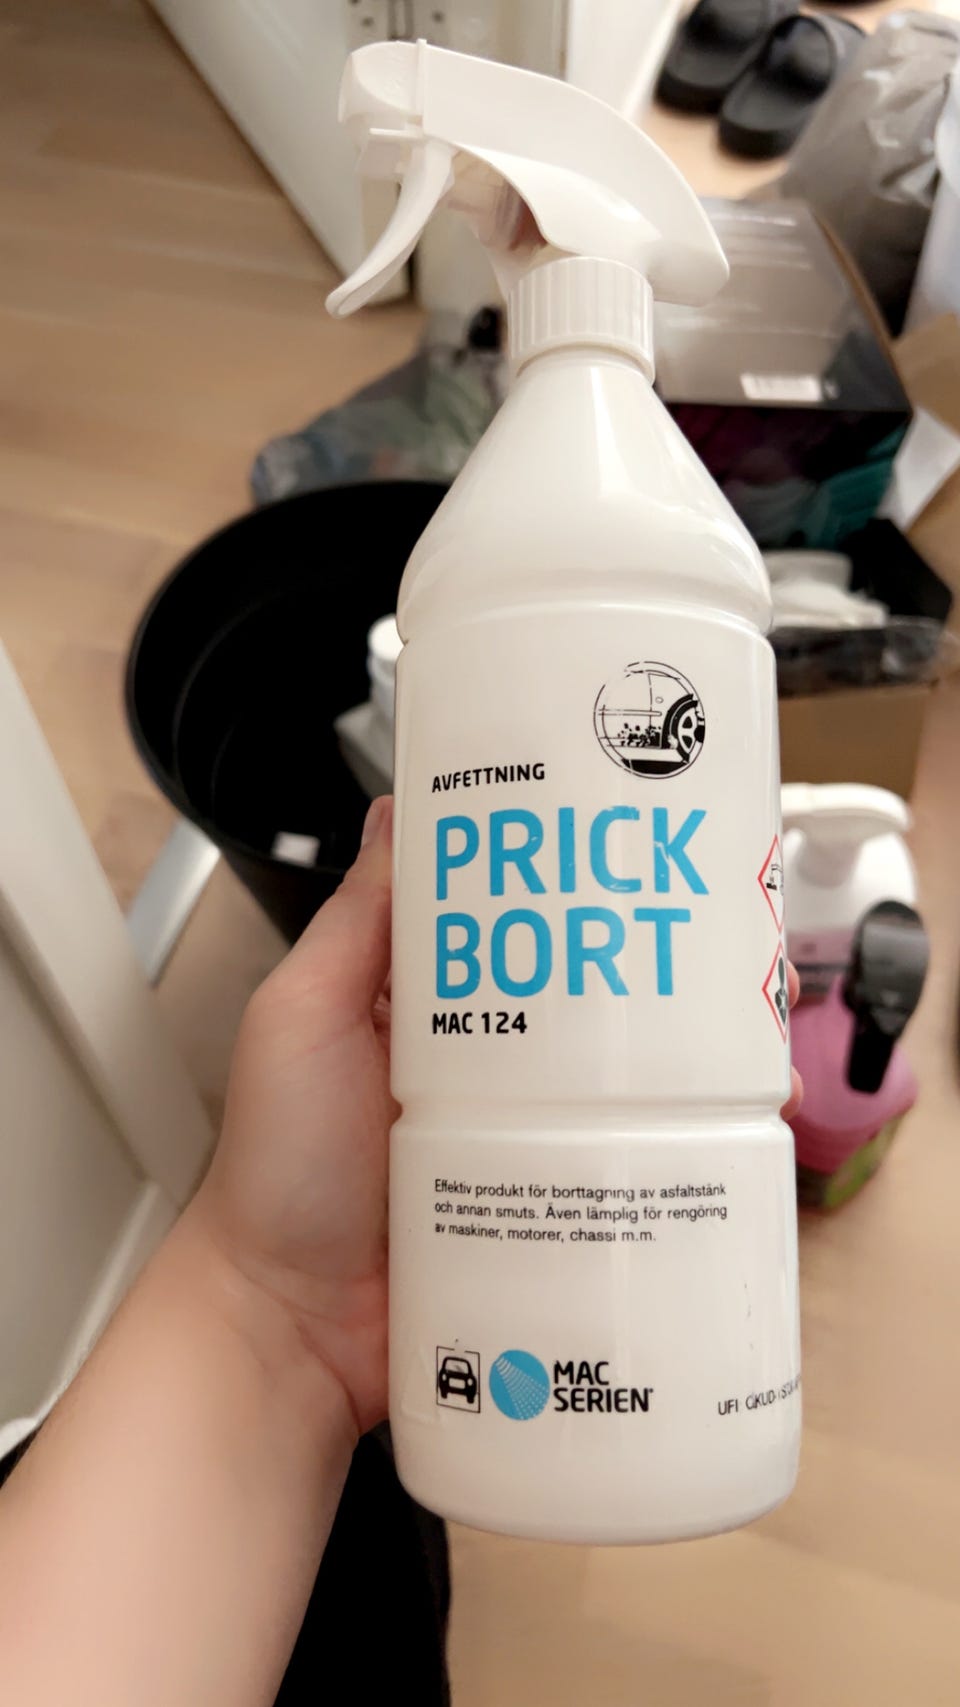 AVFETTNING
PRICK
BORT
MAC 124
Effektiv produkt för borttagning av asfaltstänk
och annan smuts. Även lämplig för rengöring
av maskiner, motorer, chassi m.m.
MAC
SERIEN
UFI